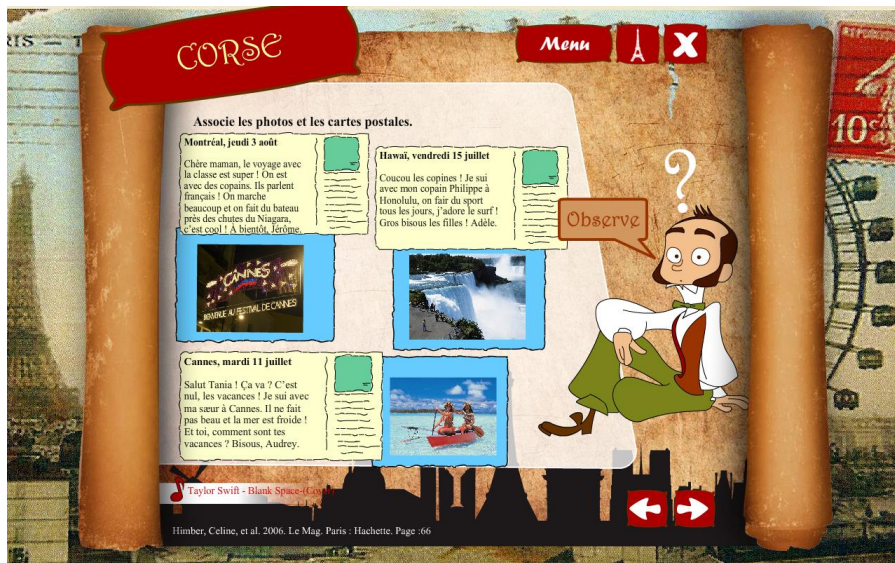 CORSE
Menu
Associe les photos et les cartes postales.
Montréal, jeudi 3 août
Chère maman, le voyage avec
la classe est super ! On est
avec des copains. Ils parlent
français ! On marche
beaucoup et on fait du bateau
près des chutes du Niagara,
c'est cool ! À bientôt, Jérôme.
Hawaï, vendredi 15 juillet
Coucou les copines ! Je sui
avec mon copain Philippe à
Honolulu, on fair du sport
tous les jours, j'adore le surf !
Gros bisous les filles ! Adèle.
Observe
?
CANNES
BIENVENUE AU FESTIVAL DE CANNES
Cannes, mardi 11 juillet
Salut Tania ! Ça va ? C'est
nul, les vacances ! Je sui avec
ma sœur à Cannes. Il ne fait
pas beau et la mer est froide !
Et toi, comment sont tes
vacances ? Bisous, Audrey.
Taylor Swift - Blank Space-(Cover)
Himber, Celine, et al. 2006. Le Mag. Paris : Hachette. Page :66
10c